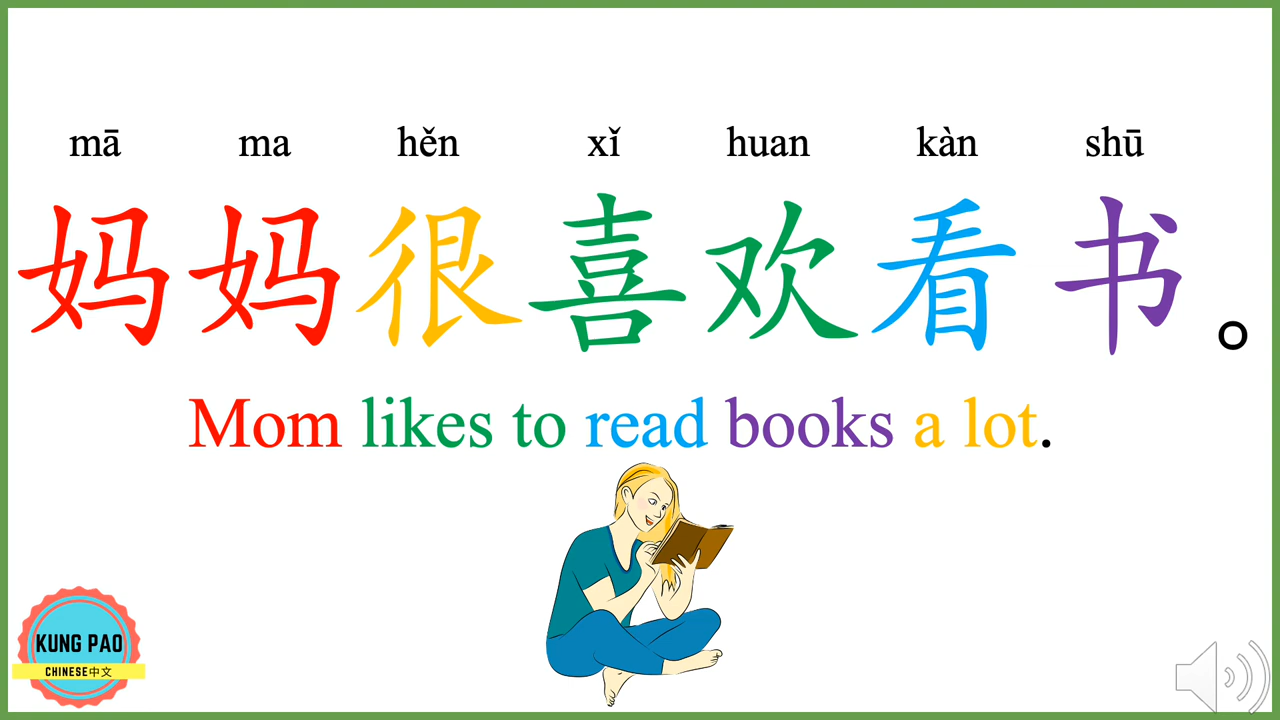 mā ma hěn xǐ huan kàn shū
妈妈很喜欢看书。
Mom likes to read books a lot.
KUNG PAO
CHINESE中文